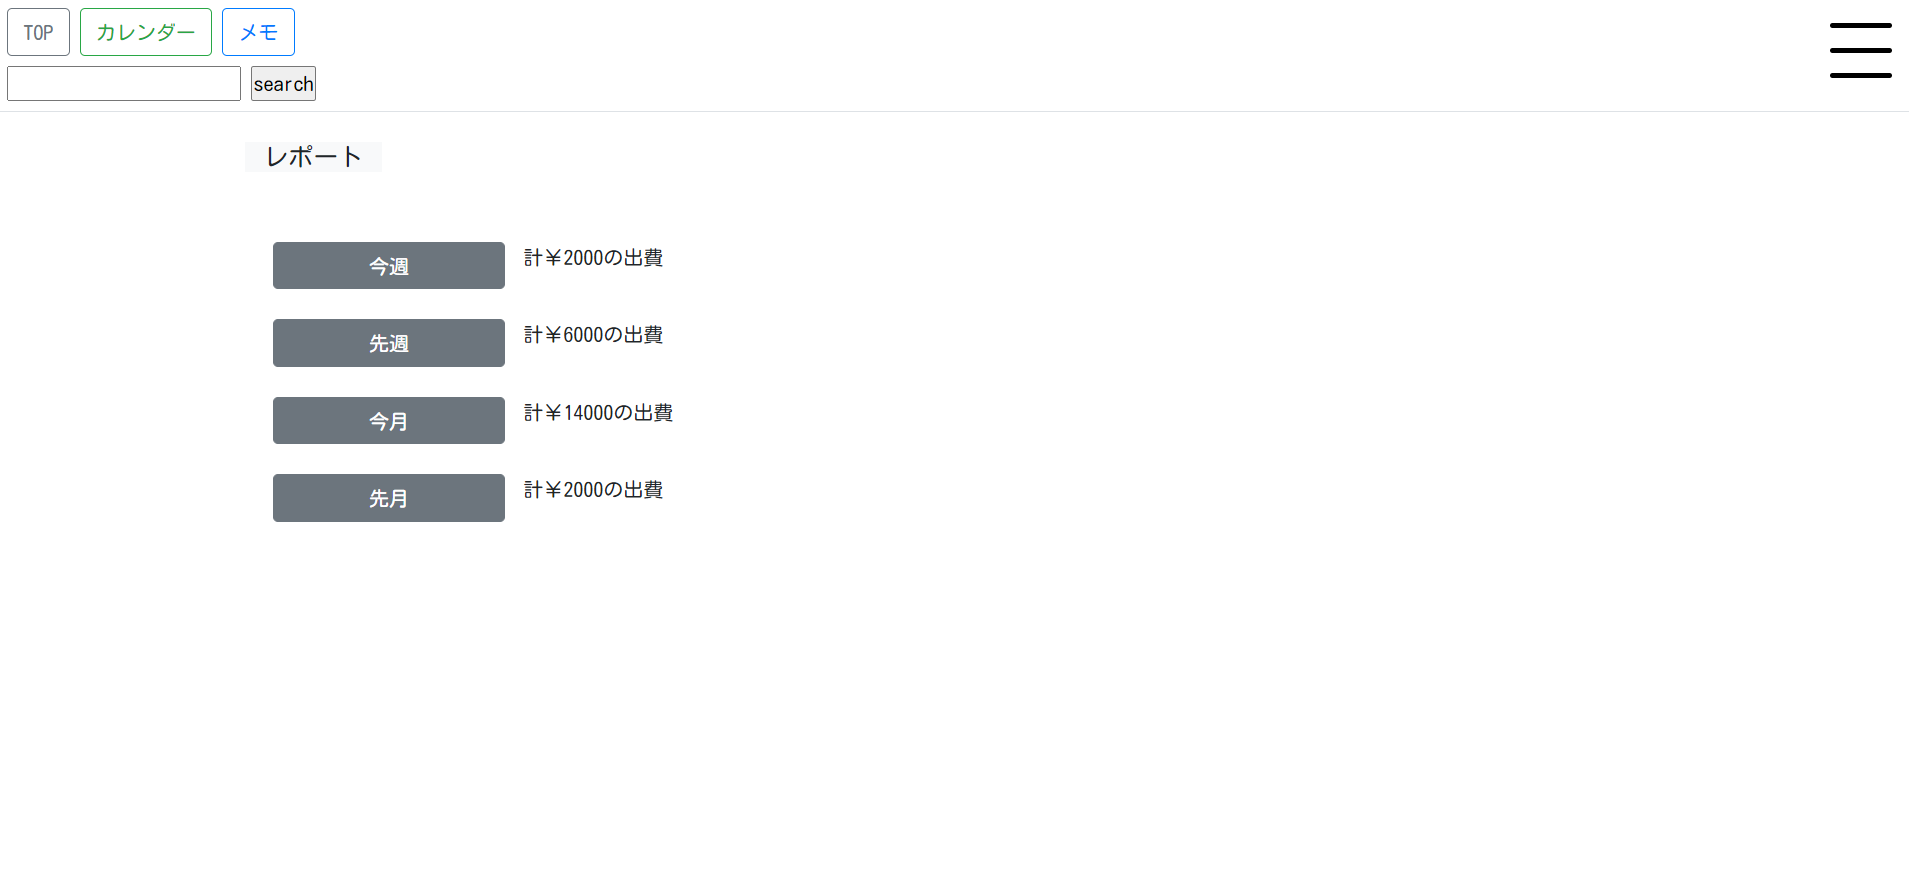 TOP カレンダー メモ
search
レポート
今週 計￥2000の出費
先週 計￥6000の出費
今月 計￥14000の出費
先月 計￥2000の出費